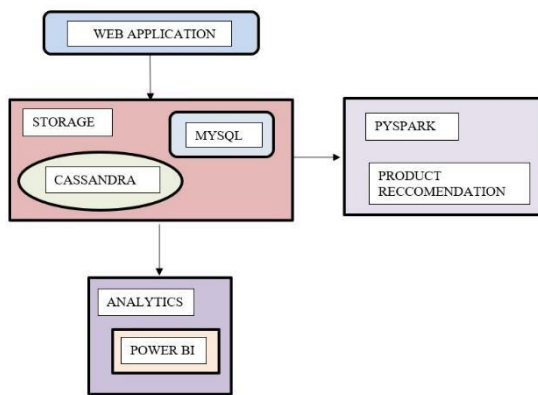 WEB APPLICATION
STORAGE
MYSQL
CASSANDRA
PYSPARK
PRODUCT
RECCOMENDATION
ANALYTICS
POWER BI